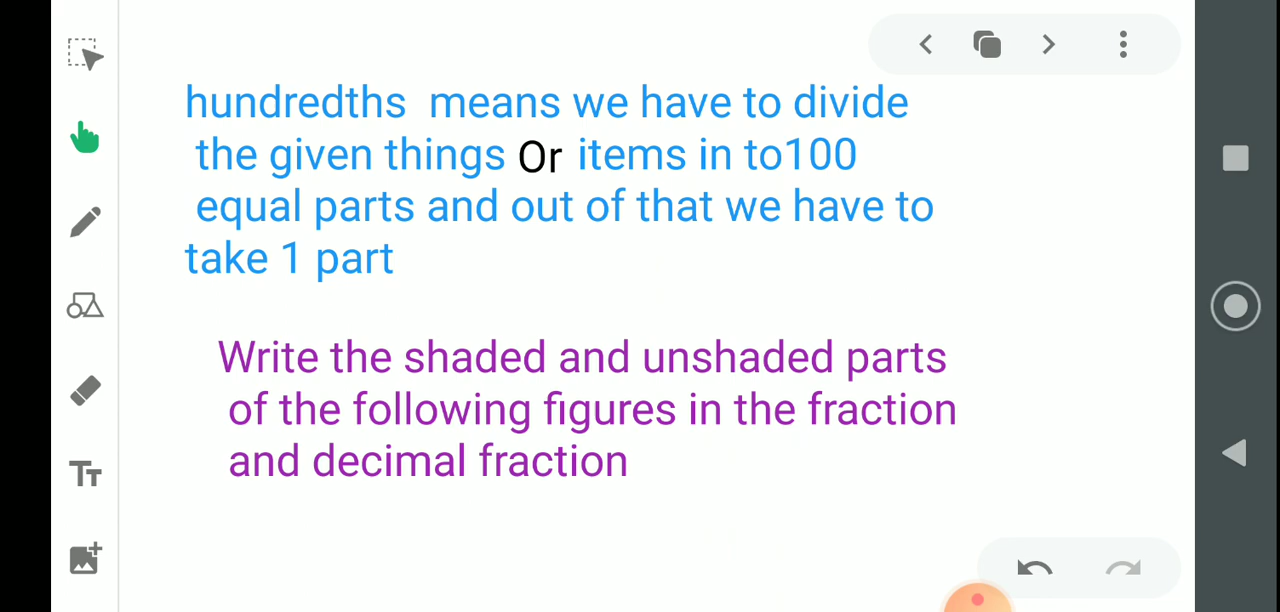 hundredths means we have to divide
the given things Or items in to100
equal parts and out of that we have to
take 1 part
Write the shaded and unshaded parts
of the following figures in the fraction
and decimal fraction
TT